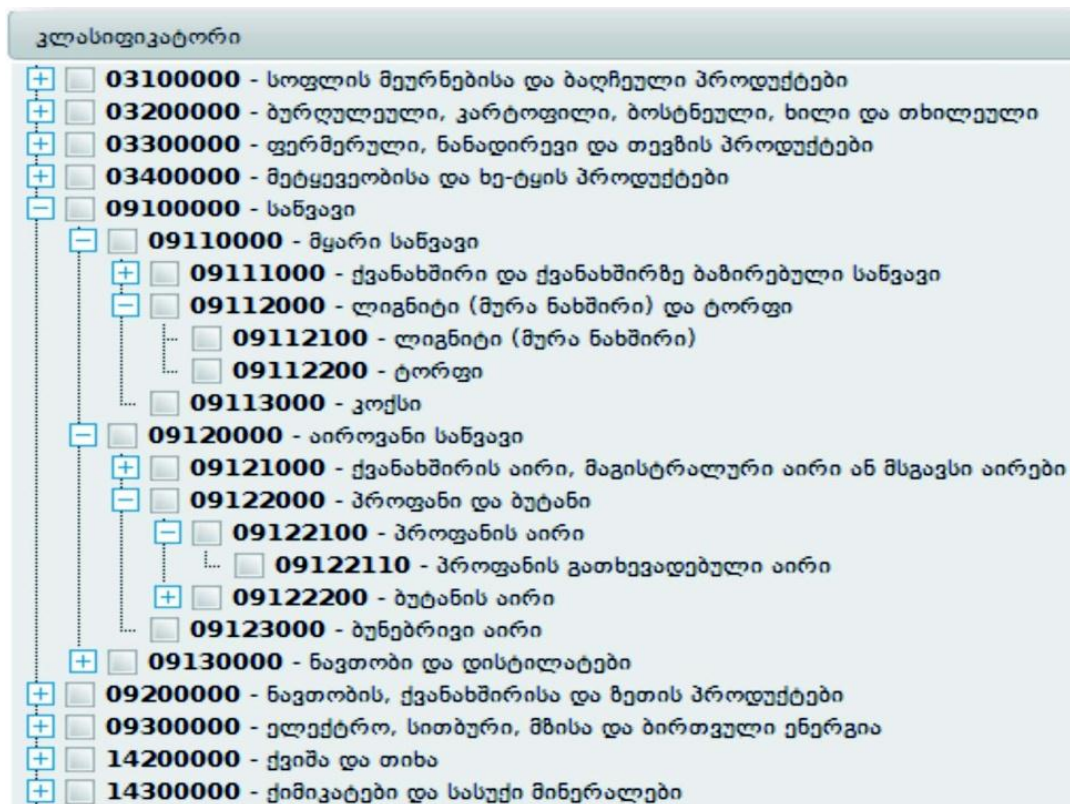 კლასიფიკატორი
03100000 - სოფლის მეურნებისა და ბაღჩეული პროდუქტები
03200000 - ბურღულეული, კარტოფილი, ბოსტნეული, ხილი და თხილეული
03300000 - ფერმერული, ნანადირევი და თევზის პროდუქტები
03400000 - მეტყევეობისა და ხე-ტყის პროდუქტები
09100000 - საწვავი
09110000 - მყარი საწვავი
09111000 - ქვანახშირი და ქვანახშირზე ბაზირებული საწვავი
09112000 - ლიგნიტი (მურა ნახშირი) და ტორფი
09112100 - ლიგნიტი (მურა ნახშირი)
09112200 - ტორფი
09113000 - კოქსი
09120000 - აიროვანი საწვავი
09121000 - ქვანახშირის აირი, მაგისტრალური აირი ან მსგავსი აირები
09122000 - პროფანი და ბუტანი
09122100 - პროფანის აირი
09122110 - პროფანის გათხევადებული აირი
09122200 - ბუტანის აირი
09123000 - ბუნებრივი აირი
09130000 - ნავთობი და დისტილატები
09200000 - ნავთობის, ქვანახშირისა და ზეთის პროდუქტები
09300000 - ელექტრო, სითბური, მზისა და ბირთვული ენერგია
14200000 - ქვიშა და თიხა
14300000 - ქიმიკატები და სასუქი მინერალები